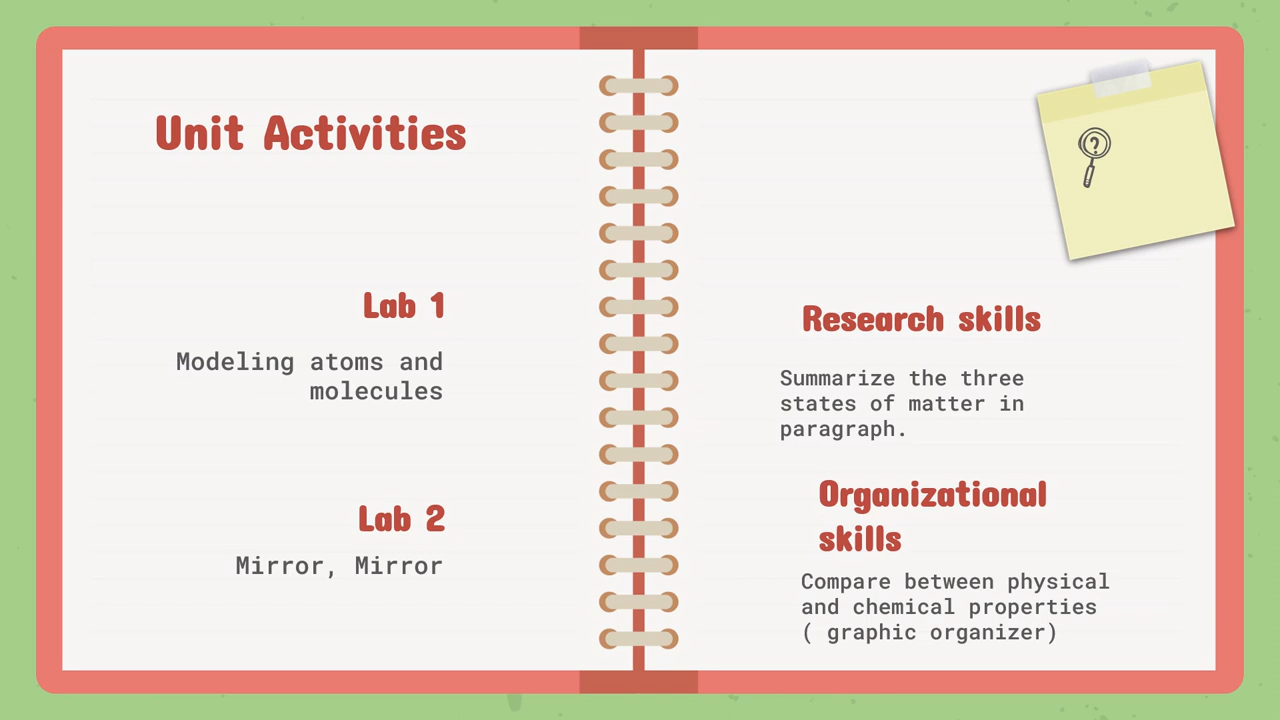 Unit Activities
Lab 1
Modeling atoms and
molecules
Lab 2
Mirror, Mirror
?
Research skills
Summarize the three
states of matter in
paragraph.
Organizational
skills
Compare between physical
and chemical properties
( graphic organizer)